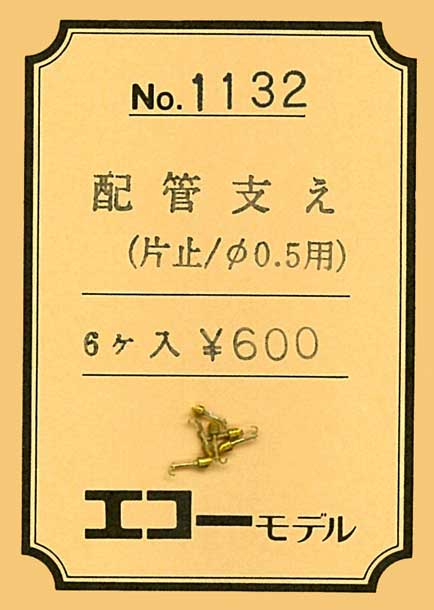 No.1132
配管支え
(片止/φ0.5用)
6ヶ入 ¥600
エコーモデル